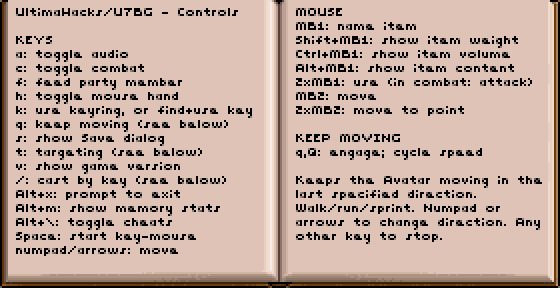 UltimaHacks/U7BG - Controls
KEYS
a: toggle audio
c: toggle combat
f: feed party member
h: toggle mouse hand
k: use keyring, or find+use key
q: keep moving (see below)
s: show Save dialog
t: targeting (see below)
v: show game version
/: cast by key (see below)
Alt+x: prompt to exit
Alt+m: show memory stats
Alt+\: toggle cheats
Space: start key-mouse
numpad/arrows: move
MOUSE
MB1: name item
Shift+MB1: show item weight
Ctrl+MB1: show item volume
Alt+MB1: show item content
2xMB1: use (in combat: attack)
MB2: move
2xMB2: move to point
KEEP MOVING
q,Q: engage; cycle speed
Keeps the Avatar moving in the
last specified direction.
Walk/run/sprint. Numpad or
arrows to change direction. Any
other key to stop.